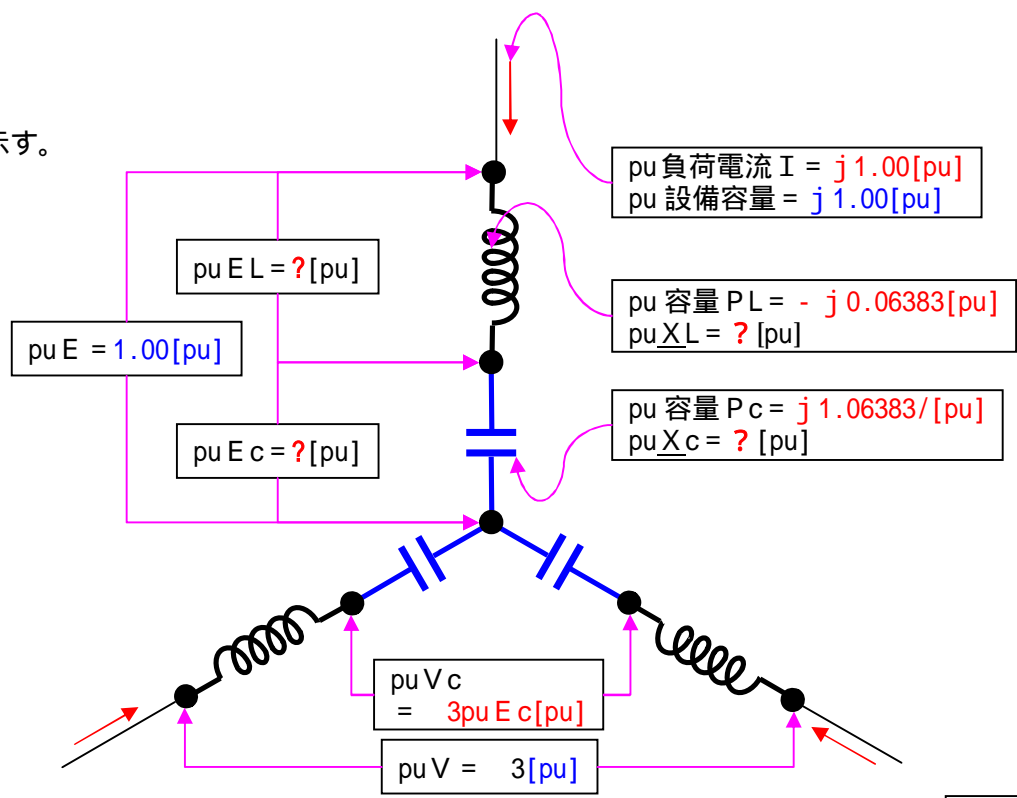 示す。
pu負荷電流I = j1.00[pu]
pu設備容量 = j1.00[pu]
puEL = ?[pu]
pu容量PL = - j0.06383[pu]
puXL = ?[pu]
puE =1.00[pu]
pu容量Pc = j1.06383/[pu]
puXc = ?[pu]
puEc = ?[pu]
puVc
= 3puEc[pu]
puV = 3[pu]